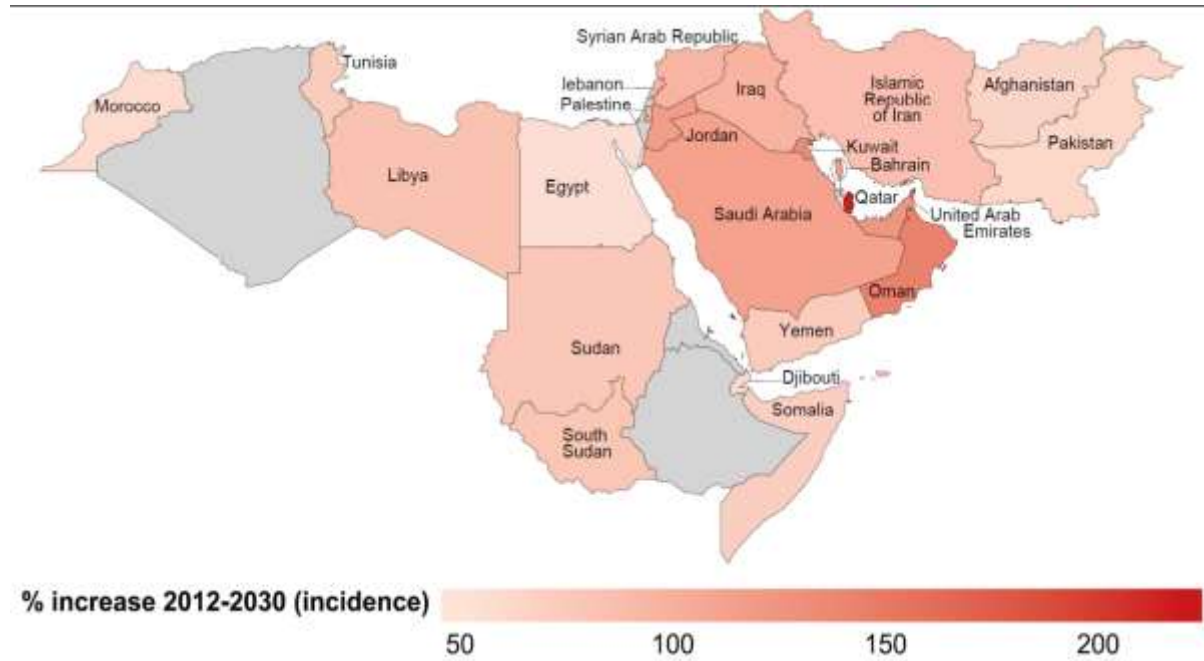 Syrian Arab Republic
Tunisia
lebanon
Palestine
Morocco
Iraq
Islamic
Republic
of Iran
Afghanistan
Jordan
Kuwait
Pakistan
Bahrain
Libya
Egypt
Qatar
Saudi Arabia
United Arab
Emirates
Oman
Yemen
Sudan
Djibouti
Somalia
South
Sudan
% increase 2012-2030 (incidence)
50 100 150 200